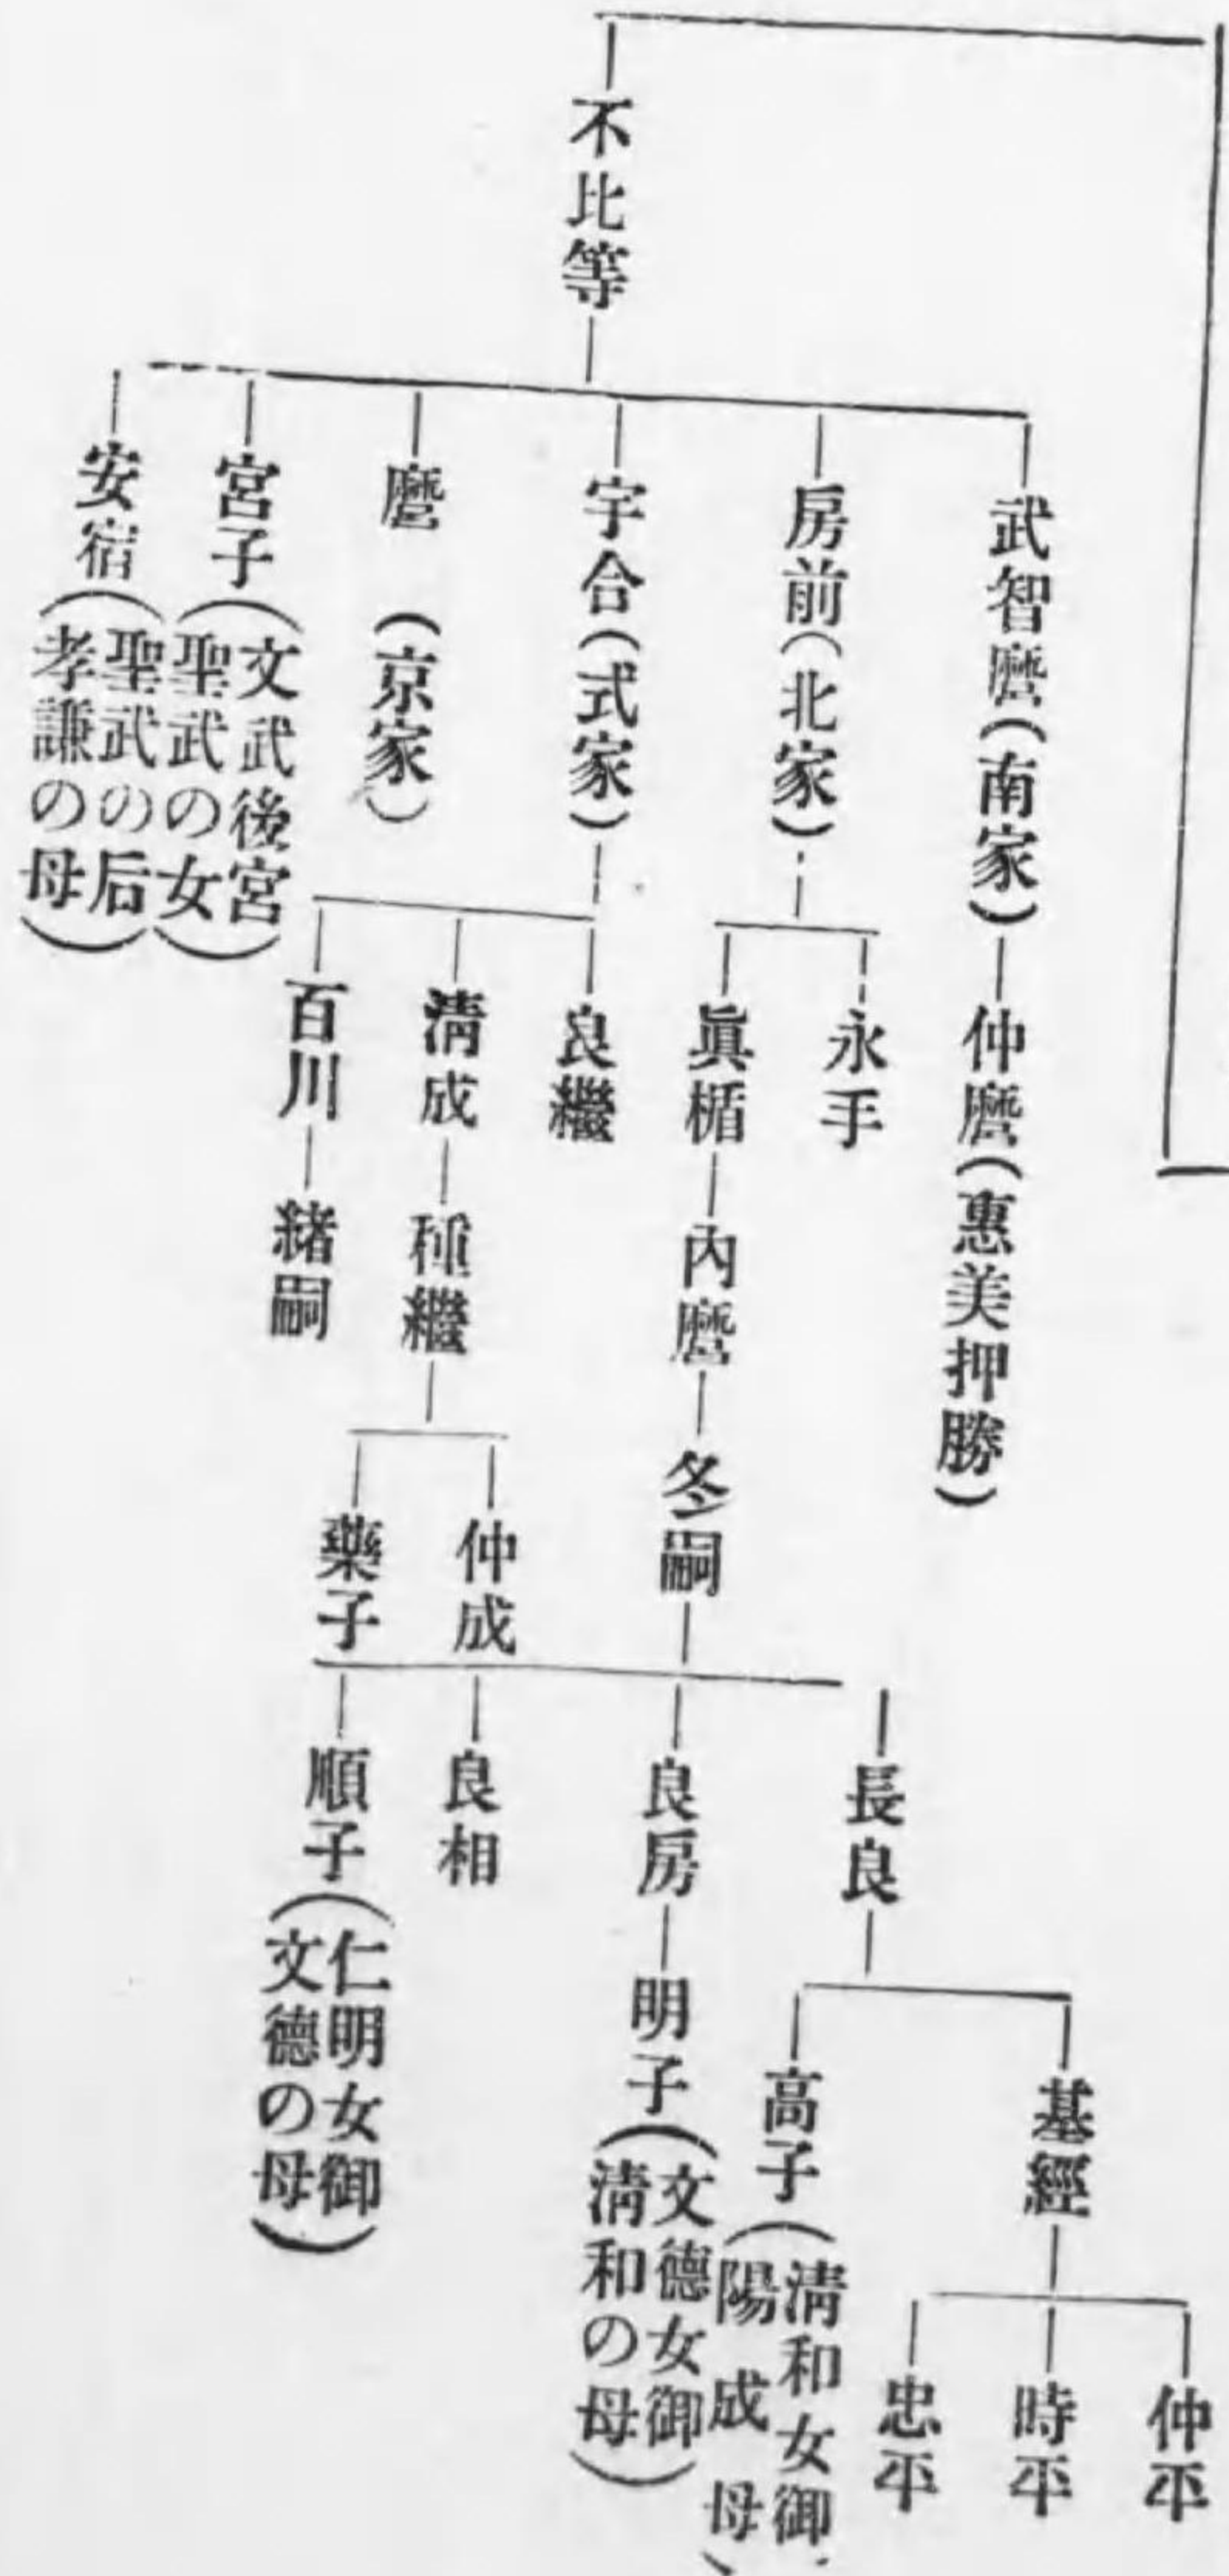 不比等
武智麿(南家)
仲麿(惠美押勝)
房前(北家)
永手
眞楯
內麿
冬嗣
長良
基經
仲平
時平
忠平
高子(淸和女御
陽成 母)
良房
明子(文德女御
淸和の母)
良相
順子(仁明女御
文德の母)
宇合(式家)
良繼
淸成
種繼
仲成
藥子
百川
緖嗣
麿 (京家)
宮子(文武後宮
聖武の女)
安宿(聖武の后
孝謙の母)